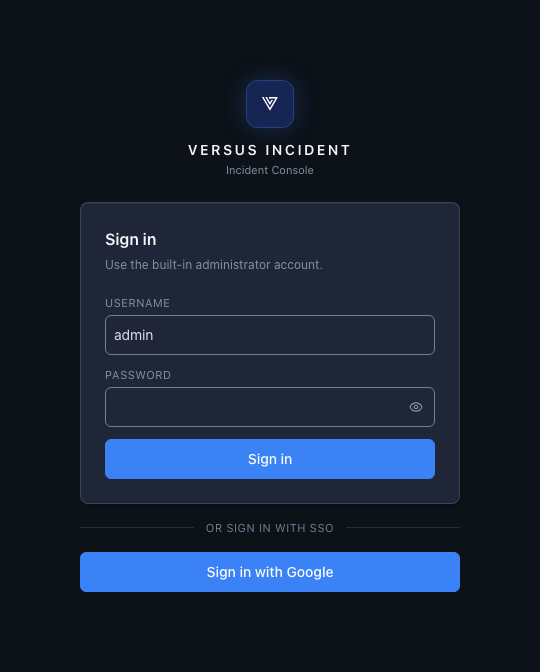 VERSUS INCIDENT
Incident Console
Sign in
Use the built-in administrator account.
USERNAME
admin
PASSWORD
Sign in
OR SIGN IN WITH SSO
Sign in with Google